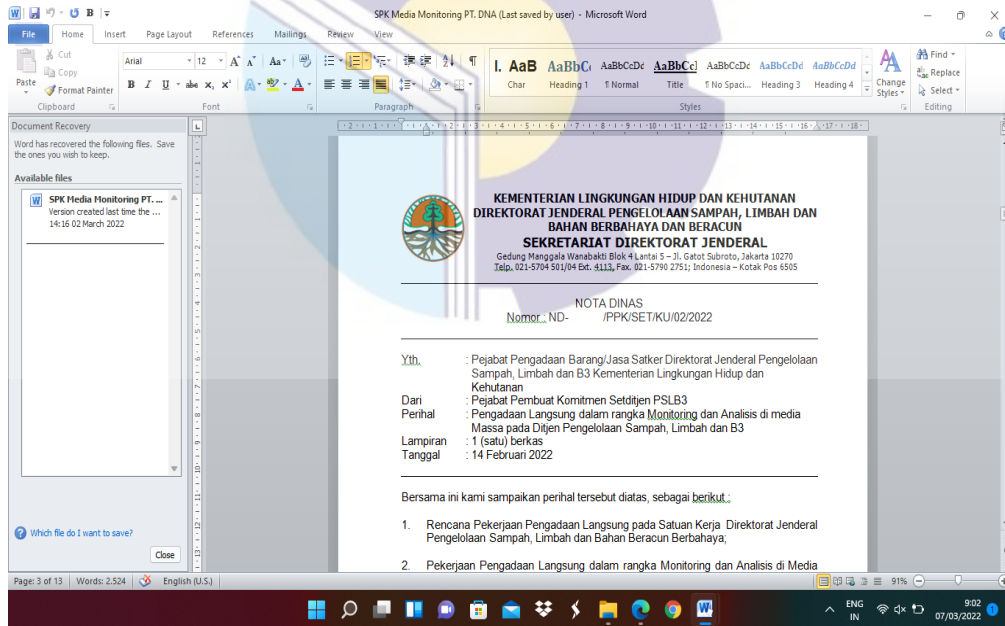 SPK Media Monitoring PT. DNA (Last saved by user) - Microsoft Word
File Home Insert Page Layout References Mailings Review View
Cut
Copy
Format Painter
Paste
Clipboard
Arial 12
Font
Paragraph
I. AaB AaBbC AaBbCcDc AaBbCcl AaBbCcDc AaBbCcDd AaBbCcDd
Char Heading 1 ¶ Normal Title ¶ No Spaci... Heading 3 Heading 4
Change Styles
Styles
Find
Replace
Select
Editing
Document Recovery
Word has recovered the following files. Save
the ones you wish to keep.
Available files
SPK Media Monitoring PT. ...
Version created last time the ...
14:16 02 March 2022
Which file do I want to save?
Close
KEMENTERIAN LINGKUNGAN HIDUP DAN KEHUTANAN
DIREKTORAT JENDERAL PENGELOLAAN SAMPAH, LIMBAH DAN
BAHAN BERBAHAYA DAN BERACUN
SEKRETARIAT DIREKTORAT JENDERAL
Gedung Manggala Wanabakti Blok 4 Lantai 5 – Jl. Gatot Subroto, Jakarta 10270
Telp. 021-5704 501/04 Ext. 4113, Fax. 021-5790 2751; Indonesia – Kotak Pos 6505
NOTA DINAS
Nomor : ND- /PPK/SET/KU/02/2022
Yth. : Pejabat Pengadaan Barang/Jasa Satker Direktorat Jenderal Pengelolaan
Sampah, Limbah dan B3 Kementerian Lingkungan Hidup dan
Kehutanan
Dari : Pejabat Pembuat Komitmen Setditjen PSLB3
Perihal : Pengadaan Langsung dalam rangka Monitoring dan Analisis di media
Massa pada Ditjen Pengelolaan Sampah, Limbah dan B3
Lampiran : 1 (satu) berkas
Tanggal : 14 Februari 2022
Bersama ini kami sampaikan perihal tersebut diatas, sebagai berikut :
1. Rencana Pekerjaan Pengadaan Langsung pada Satuan Kerja Direktorat Jenderal
Pengelolaan Sampah, Limbah dan Bahan Beracun Berbahaya;
2. Pekerjaan Pengadaan Langsung dalam rangka Monitoring dan Analisis di Media
Page: 3 of 13 Words: 2.524 English (U.S.) 91%
ENG
IN
9:02
07/03/2022
1